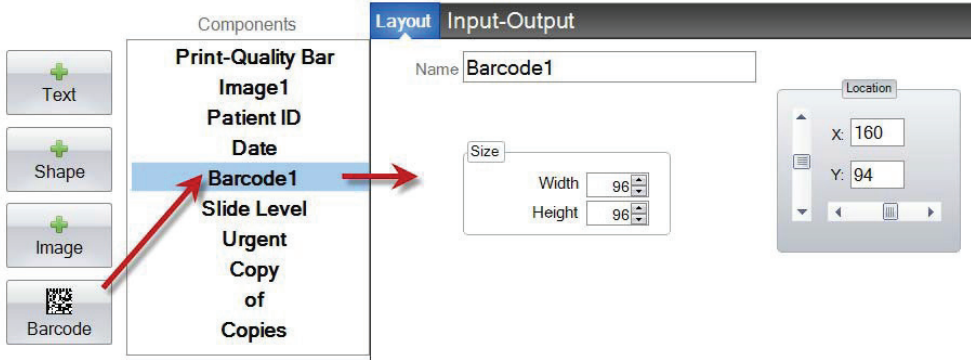 Components
Text
Shape
Image
Barcode
Print-Quality Bar
Image1
Patient ID
Date
Barcode1
Slide Level
Urgent
Copy
of
Copies
Layout Input-Output
Name Barcode1
Size
Width 96
Height 96
Location
X: 160
Y: 94